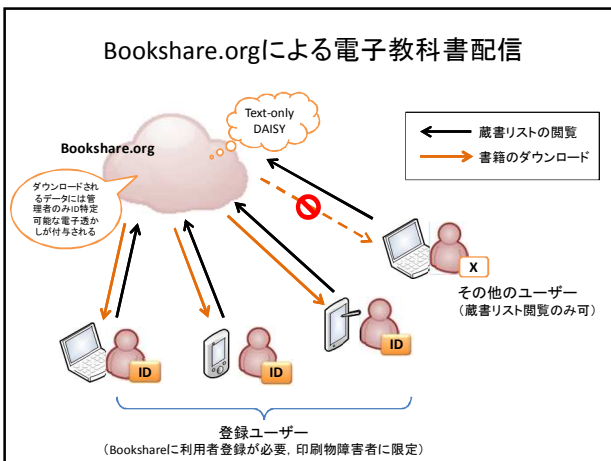 Bookshare.orgによる電子教科書配信
Text-only
DAISY
Bookshare.org
蔵書リストの閲覧
書籍のダウンロード
ダウンロードされ
るデータには管
理者のみID特定
可能な電子透か
しが付与される
X
その他のユーザー
（蔵書リスト閲覧のみ可）
ID
ID
ID
登録ユーザー
（Bookshareに利用者登録が必要，印刷物障害者に限定）